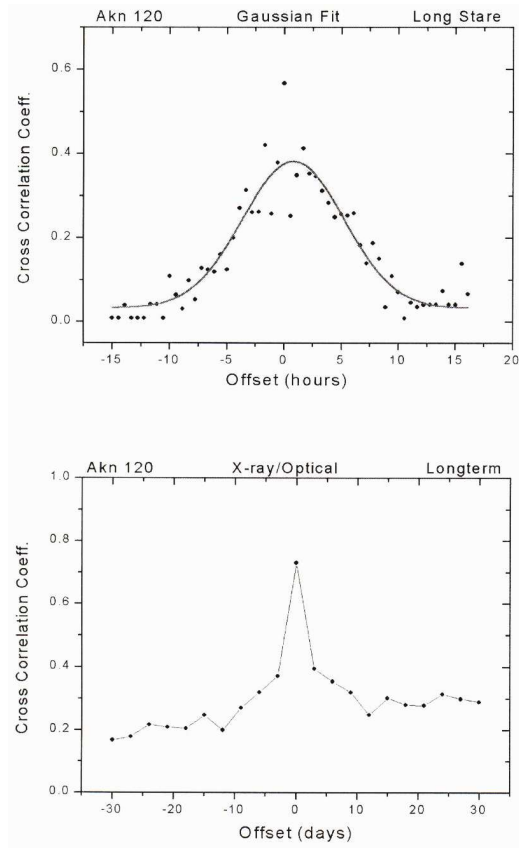 Akn 120 Gaussian Fit Long Stare
0.6
0.4
0.2
0.0
Cross Correlation Coeff.
-15 -10 -5 0 5 10 15 20
Offset (hours)
Akn 120 X-ray/Optical Longterm
1.0
0.8
0.6
0.4
0.2
0.0
Cross Correlation Coeff.
-30 -20 -10 0 10 20 30
Offset (days)